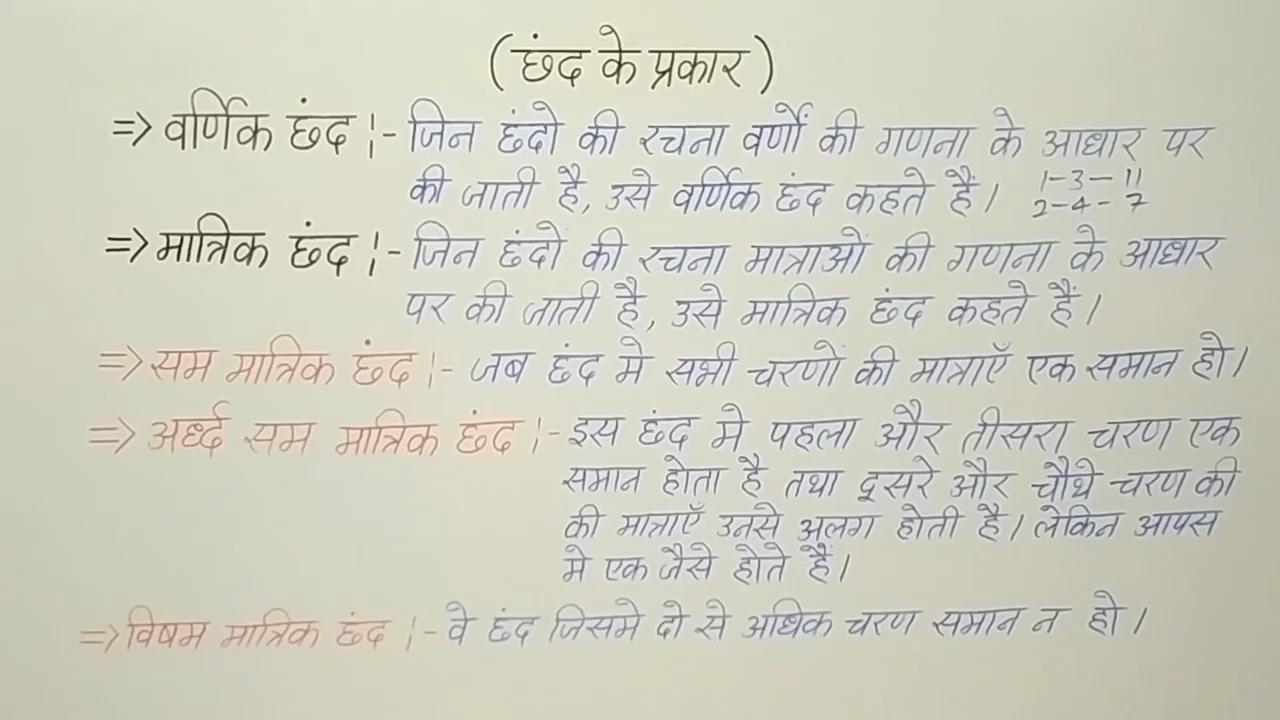 (छंद के प्रकार)
=> वर्णिक छंद :- जिन छंदो की रचना वर्णों की गणना के आधार पर
की जाती है, उसे वर्णिक छंद कहते हैं। 1-3-11
2-4-7
=> मात्रिक छंद :- जिन छंदों की रचना मात्राओं की गणना के आधार
पर की जाती है, उसे मात्रिक छंद कहते हैं।
=> सम मात्रिक छंद :- जब छंद मे सभी चरणों की मात्राएँ एक समान हो।
=> अर्ध्द सम मात्रिक छंद :- इस छंद मे पहला और तीसरा चरण एक
समान होता है तथा दूसरे और चौथे चरण की
की मात्राएँ उनसे अलग होती है। लेकिन आपस
मे एक जैसे होते हैं।
=> विषम मात्रिक छंद :- वे छंद जिसमे दो से अधिक चरण समान न हो।